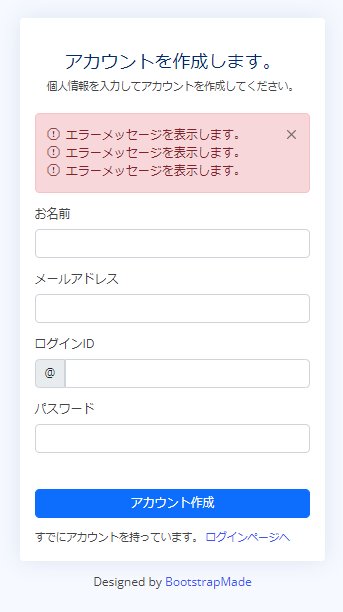 アカウントを作成します。
個人情報を入力してアカウントを作成してください。
エラーメッセージを表示します。
エラーメッセージを表示します。
エラーメッセージを表示します。
お名前
メールアドレス
ログインID
@
パスワード
アカウント作成
すでにアカウントを持っています。 ログインページへ
Designed by BootstrapMade